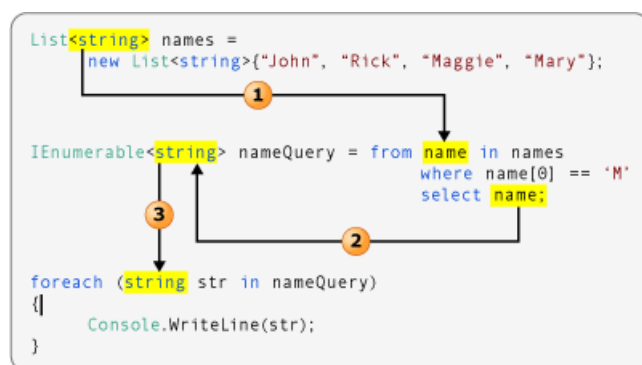 List<string> names =
new List<string>{“John”, “Rick”, “Maggie”, “Mary”};
1
IEnumerable<string> nameQuery = from name in names
where name[0] == ‘M’
select name;
3
2
foreach (string str in nameQuery)
{
Console.WriteLine(str);
}